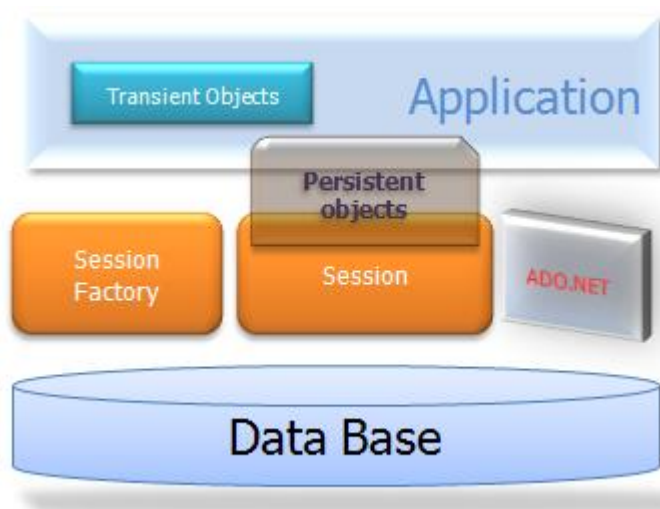 Transient Objects
Application
Persistent
objects
Session
Factory
Session
ADO.NET
Data Base